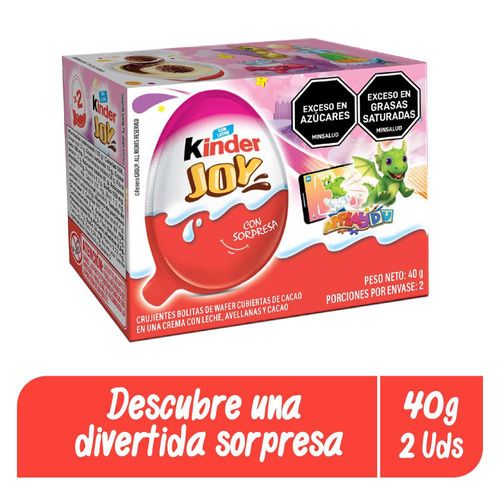 x2
CON LECHE
Kinder
JOY
CON
SORPRESA
EXCESO EN
AZÚCARES
MINSALUD
EXCESO EN
GRASAS
SATURADAS
MINSALUD
APPLAYDU
PESO NETO: 40 g
PORCIONES POR ENVASE: 2
CRUJIENTES BOLITAS DE WAFER CUBIERTAS DE CACAO
EN UNA CREMA CON LECHE, AVELLANAS Y CACAO
Descubre una
divertida sorpresa
40g
2 Uds